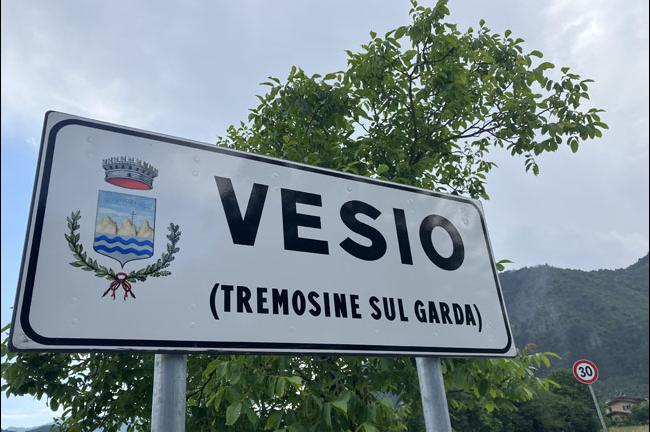 VESIO
(TREMOSINE SUL GARDA)
30